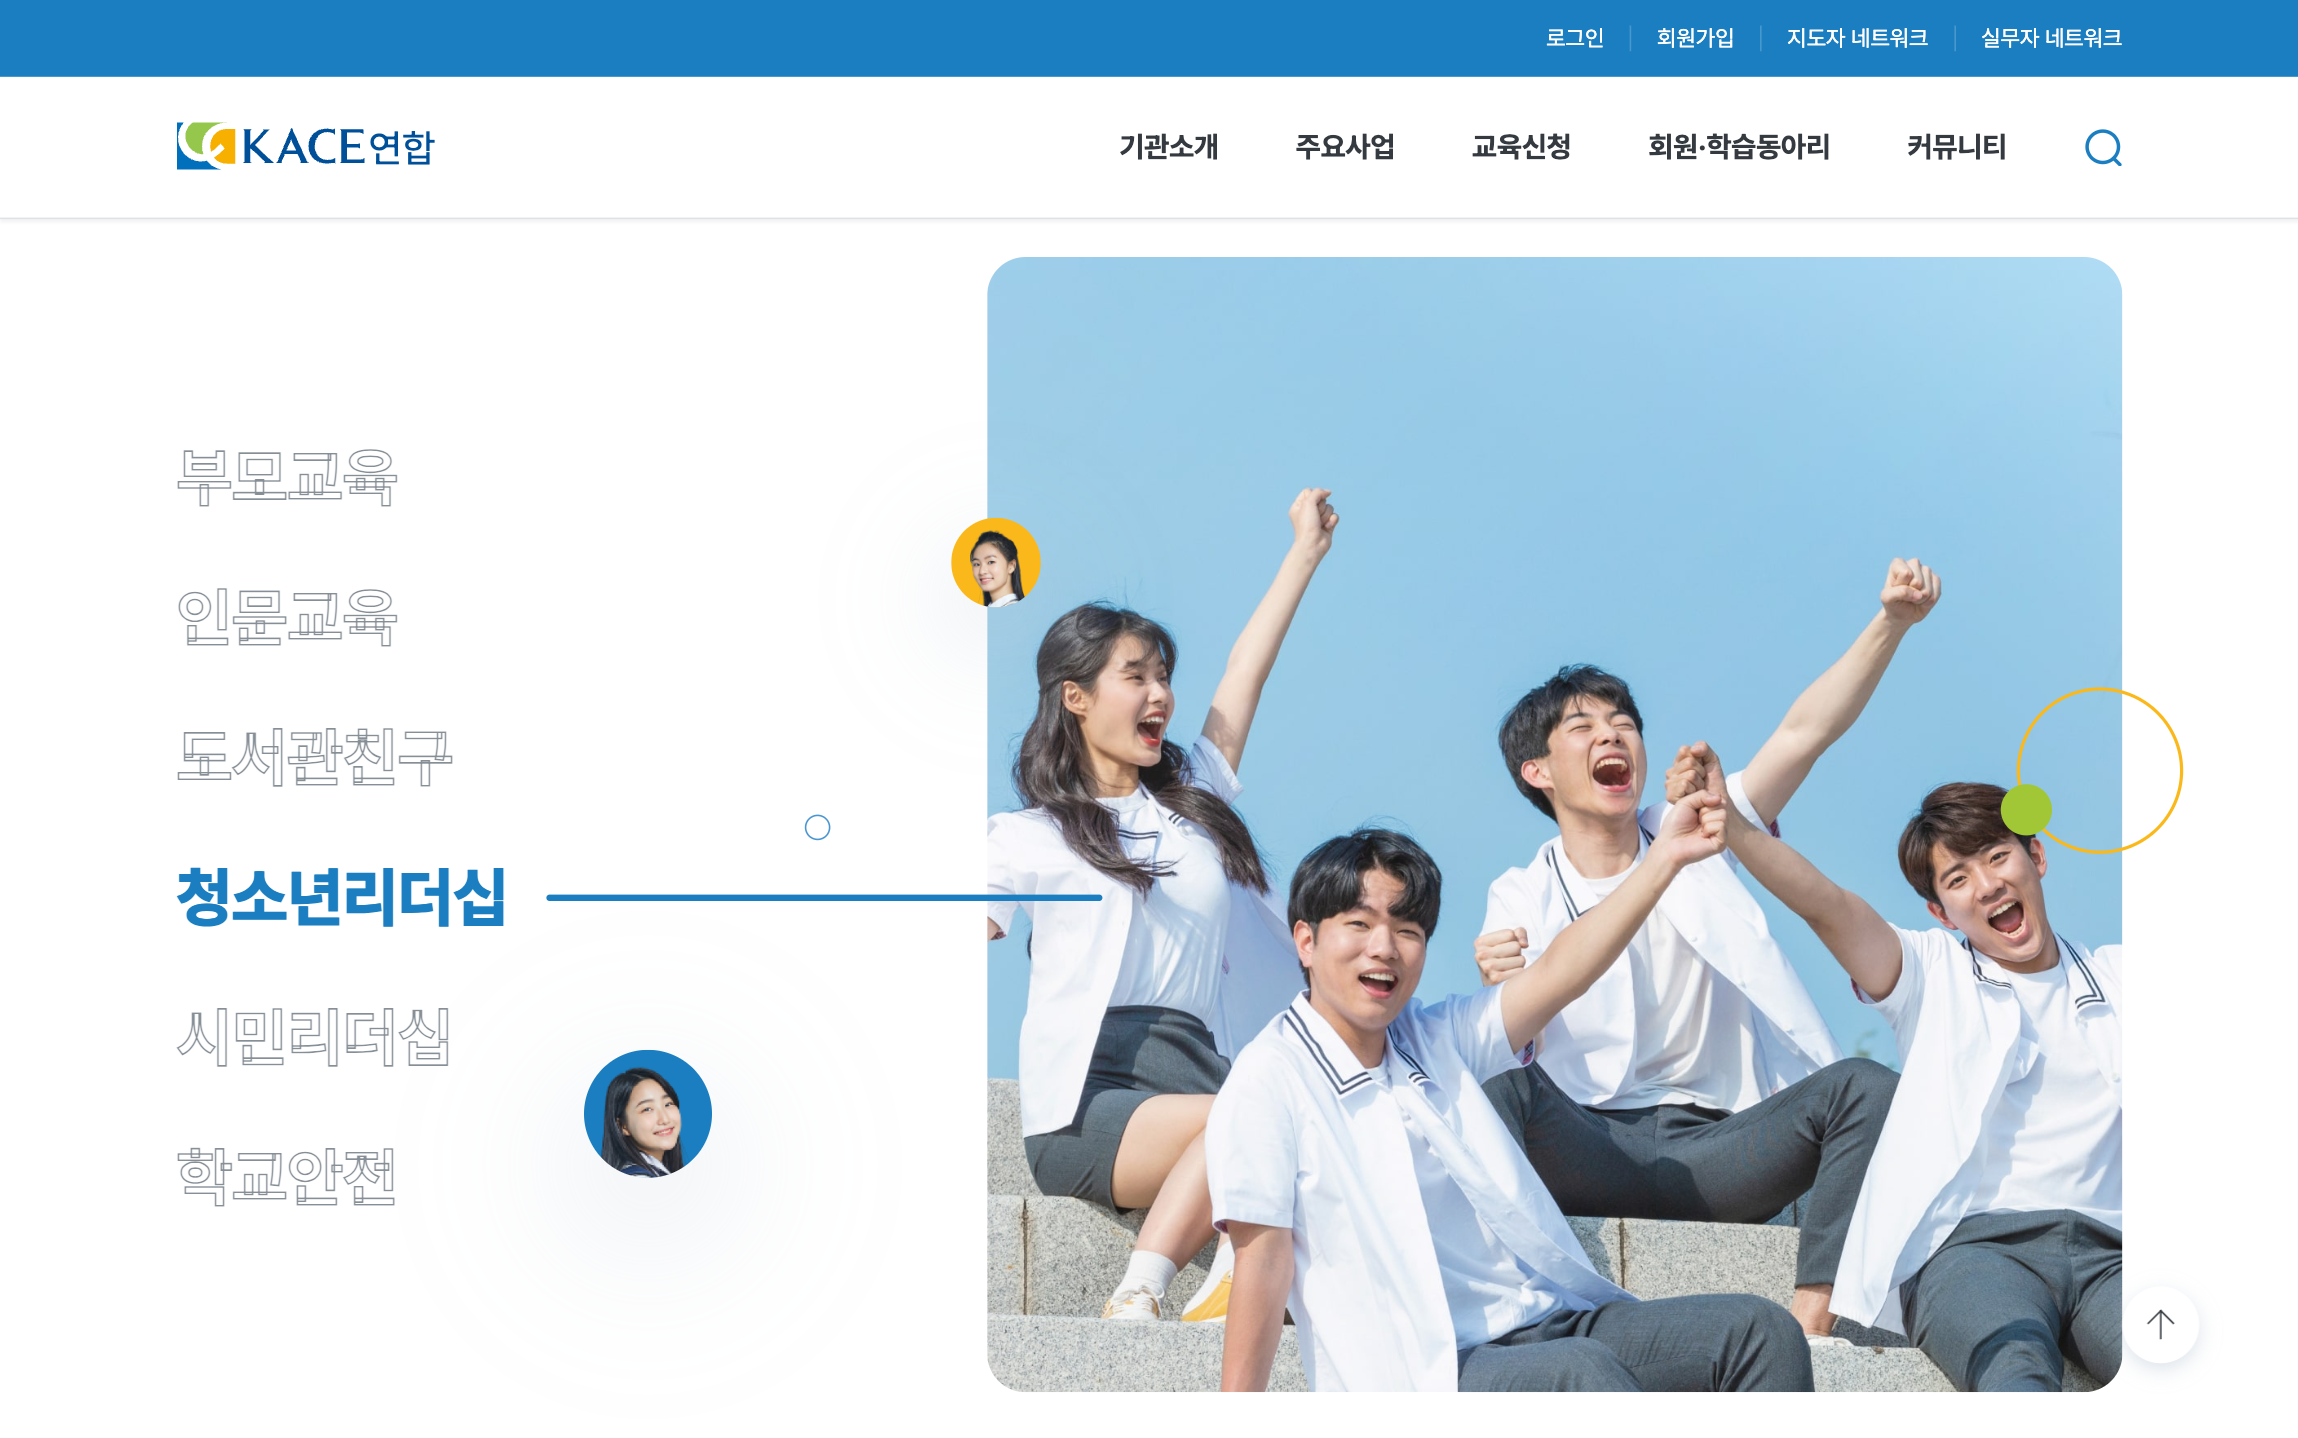 로그인
회원가입
지도자 네트워크
실무자 네트워크
KACE연합
기관소개
주요사업
교육신청
회원·학습동아리
커뮤니티
부모교육
인문교육
도서관친구
청소년리더십
시민리더십
학교안전